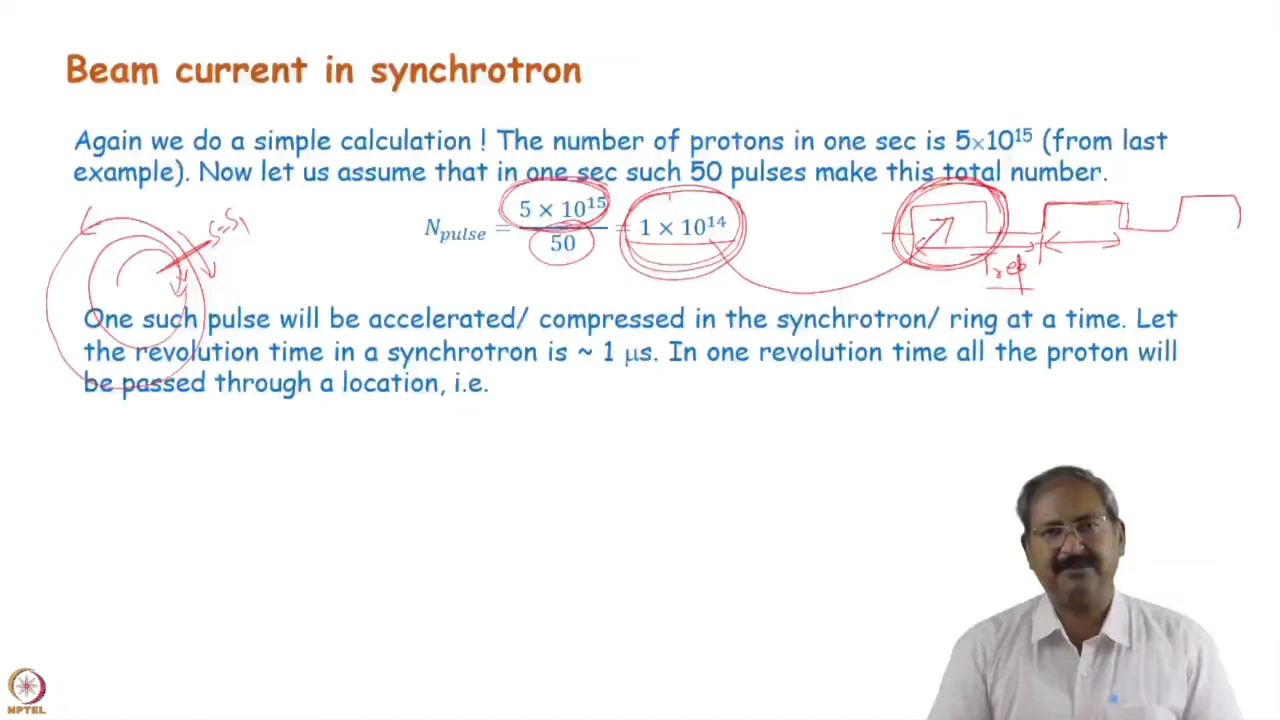 Beam current in synchrotron
Again we do a simple calculation ! The number of protons in one sec is 5×10¹⁵ (from last
example). Now let us assume that in one sec such 50 pulses make this total number.
N_pulse = 5 × 10¹⁵ / 50 = 1 × 10¹⁴
S=S₁
T_rep
One such pulse will be accelerated/ compressed in the synchrotron/ ring at a time. Let
the revolution time in a synchrotron is ~ 1 μs. In one revolution time all the proton will
be passed through a location, i.e.
NPTEL